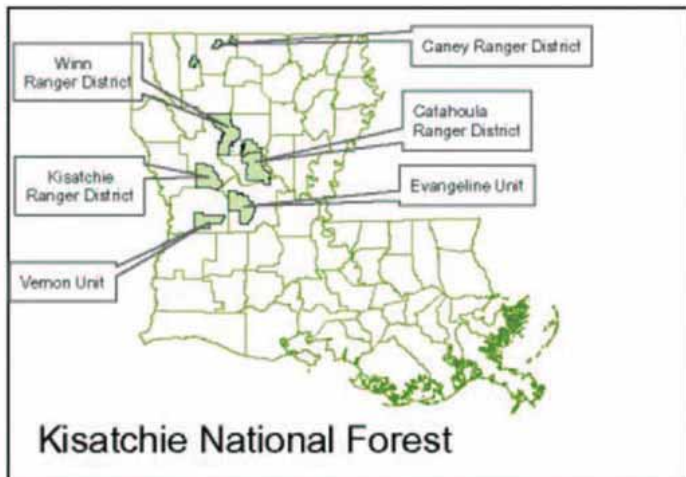 Winn
Ranger District
Caney Ranger District
Catahoula
Ranger District
Kisatchie
Ranger District
Evangeline Unit
Vernon Unit
Kisatchie National Forest